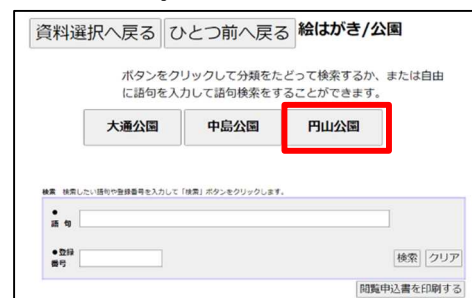 資料選択へ戻る ひとつ前へ戻る 絵はがき/公園
ボタンをクリックして分類をたどって検索するか、または自由
に語句を入力して語句検索をすることができます。
大通公園 中島公園 円山公園
検索 検索したい語句や登録番号を入力して「検索」ボタンをクリックします。
●
語 句
●登録
番号
検索 クリア
閲覧申込書を印刷する